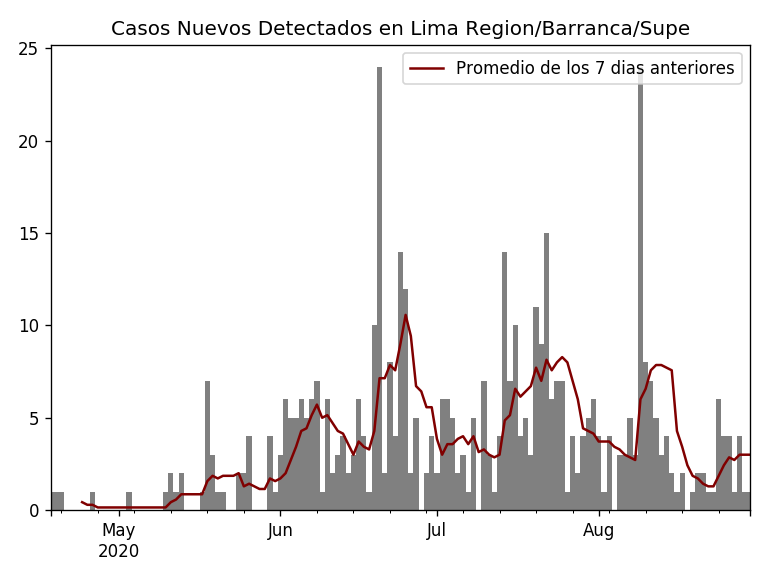 Casos Nuevos Detectados en Lima Region/Barranca/Supe
Promedio de los 7 dias anteriores
25
20
15
10
5
0
May Jun Jul Aug
2020